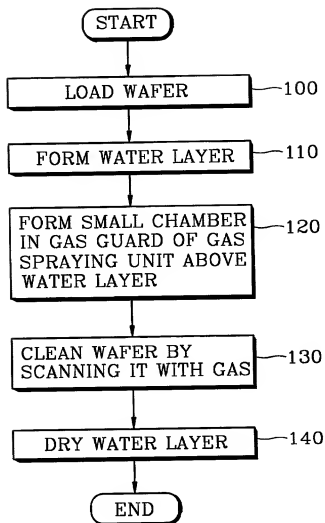 START
LOAD WAFER
100
FORM WATER LAYER
110
FORM SMALL CHAMBER
IN GAS GUARD OF GAS
SPRAYING UNIT ABOVE
WATER LAYER
120
CLEAN WAFER BY
SCANNING IT WITH GAS
130
DRY WATER LAYER
140
END